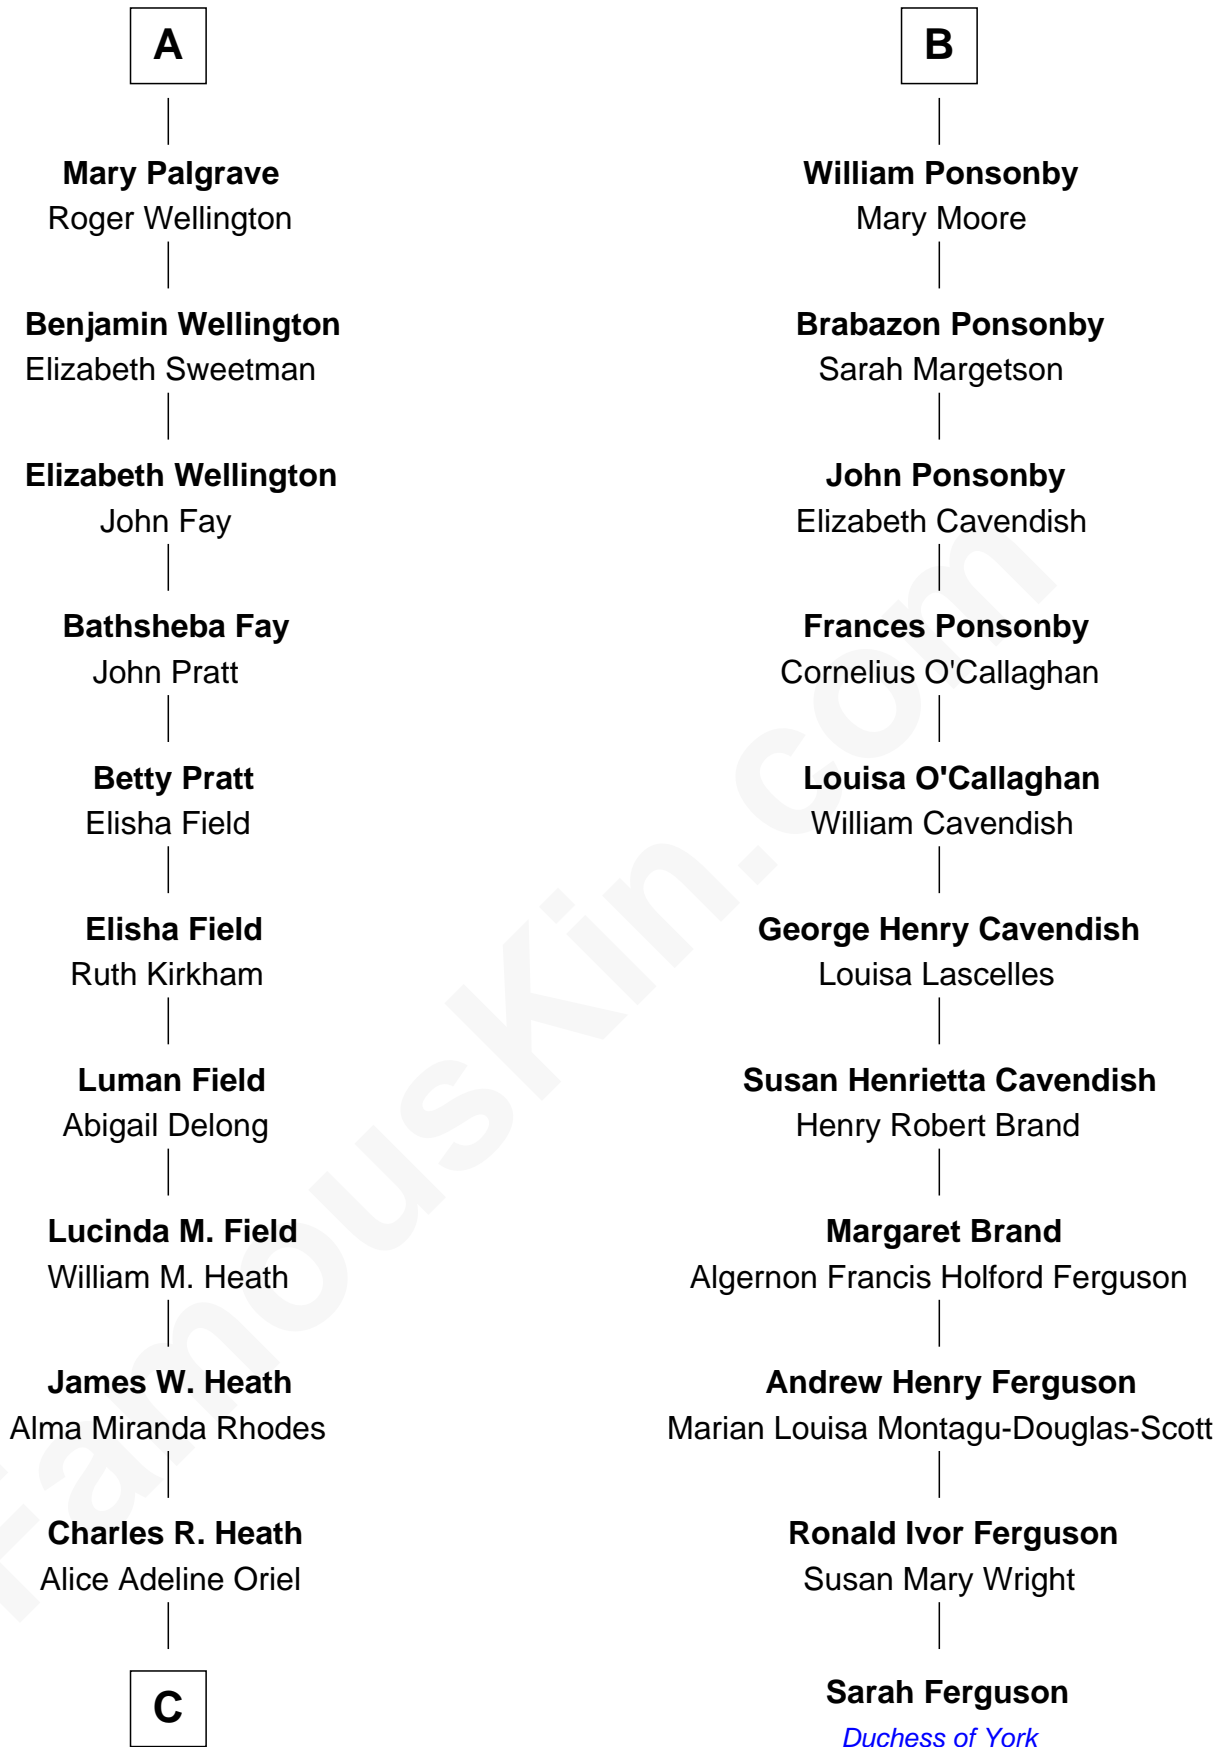 A
Mary Palgrave
Roger Wellington
Benjamin Wellington
Elizabeth Sweetman
Elizabeth Wellington
John Fay
Bathsheba Fay
John Pratt
Betty Pratt
Elisha Field
Elisha Field
Ruth Kirkham
Luman Field
Abigail Delong
Lucinda M. Field
William M. Heath
James W. Heath
Alma Miranda Rhodes
Charles R. Heath
Alice Adeline Oriel
C
B
William Ponsonby
Mary Moore
Brabazon Ponsonby
Sarah Margetson
John Ponsonby
Elizabeth Cavendish
Frances Ponsonby
Cornelius O'Callaghan
Louisa O'Callaghan
William Cavendish
George Henry Cavendish
Louisa Lascelles
Susan Henrietta Cavendish
Henry Robert Brand
Margaret Brand
Algernon Francis Holford Ferguson
Andrew Henry Ferguson
Marian Louisa Montagu-Douglas-Scott
Ronald Ivor Ferguson
Susan Mary Wright
Sarah Ferguson
Duchess of York
FamousKin.com